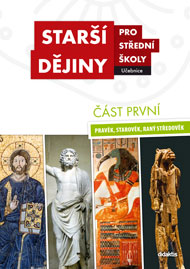 STARŠÍ
DĚJINY
PRO
STŘEDNÍ
ŠKOLY
Učebnice
ČÁST PRVNÍ
PRAVĚK, STAROVĚK, RANÝ STŘEDOVĚK
didaktis